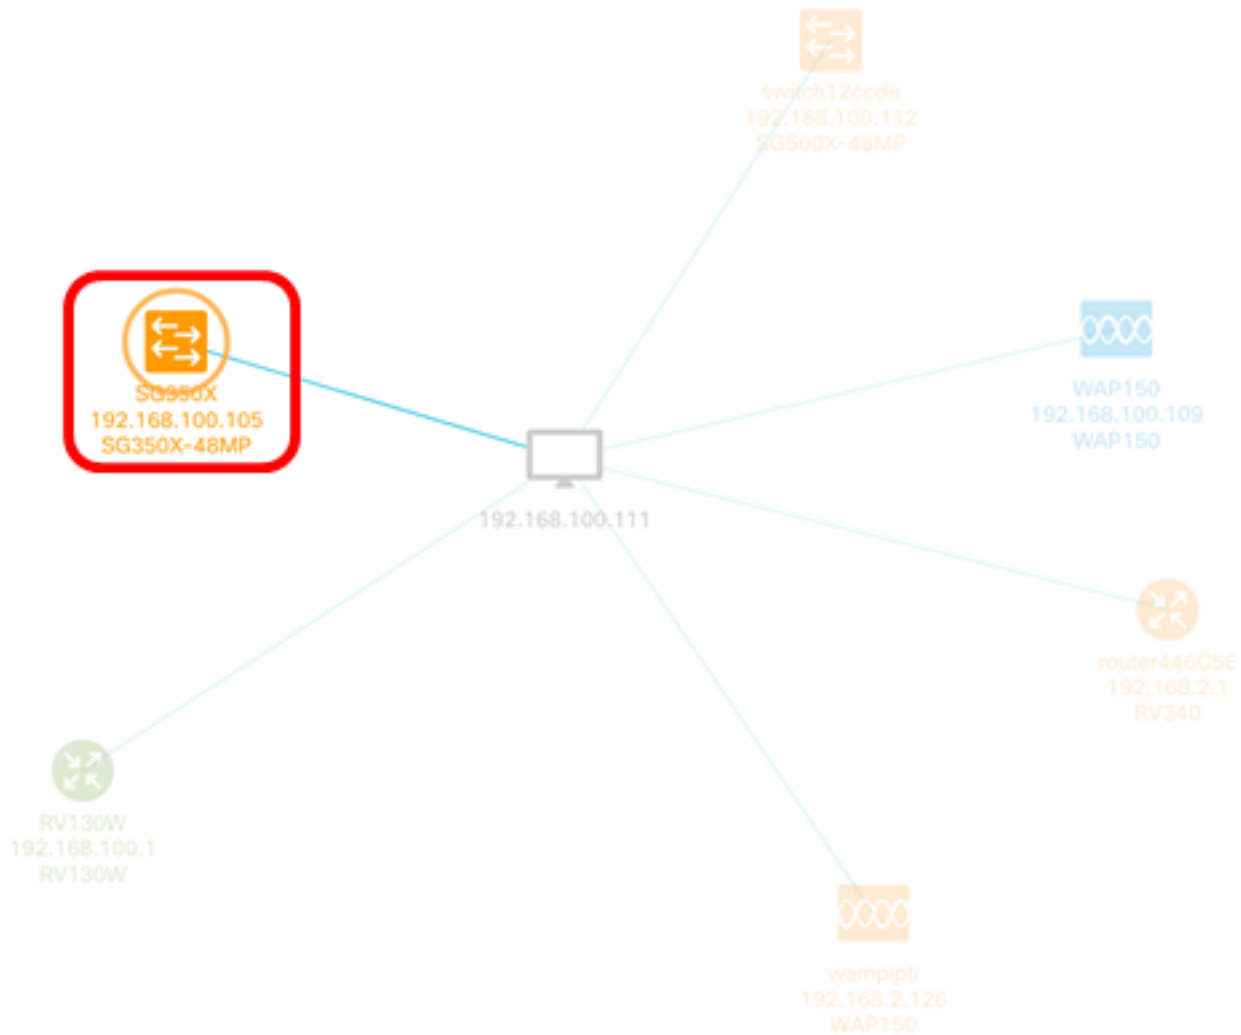 switch12ccde
192.168.100.112
SG500X-48MP
SG350X
192.168.100.105
SG350X-48MP
WAP150
192.168.100.109
WAP150
192.168.100.111
router446C5E
192.168.2.1
RV340
RV130W
192.168.100.1
RV130W
wampipti
192.168.2.126
WAP150